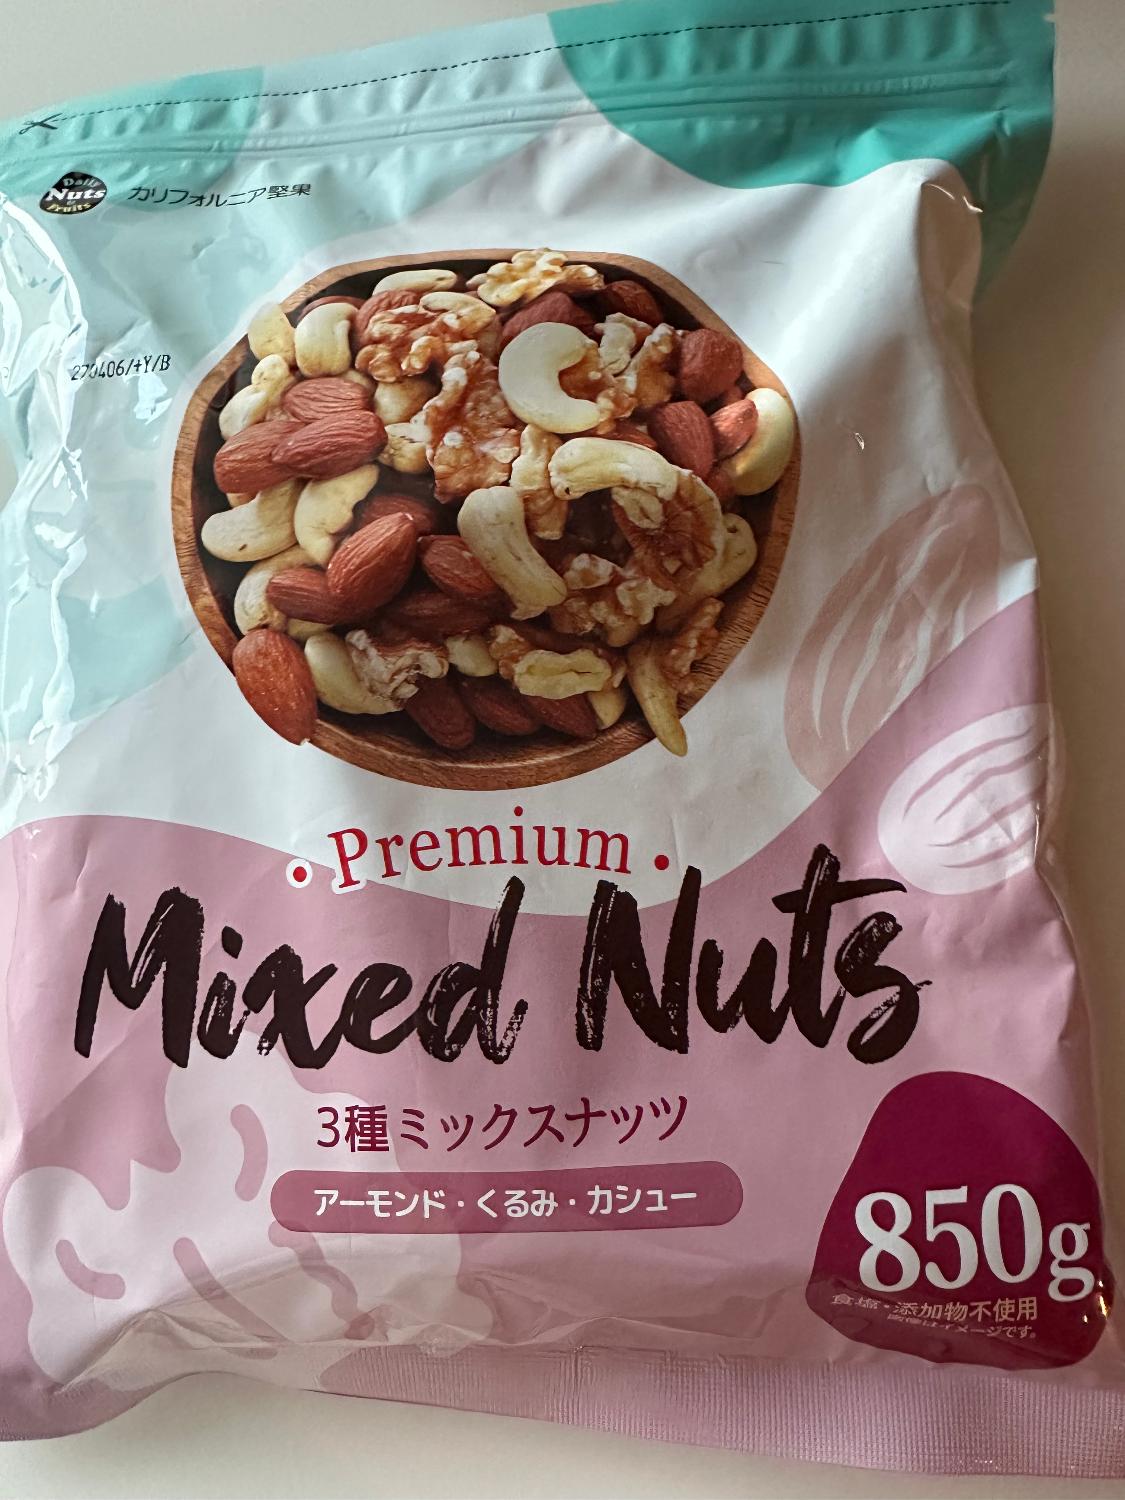 Daily
Nuts
&
Fruits
カリフォルニア堅果
270406/+Y/B
Premium
Mixed Nuts
3種ミックスナッツ
アーモンド・くるみ・カシュー
850g
食塩・添加物不使用
画像はイメージです。